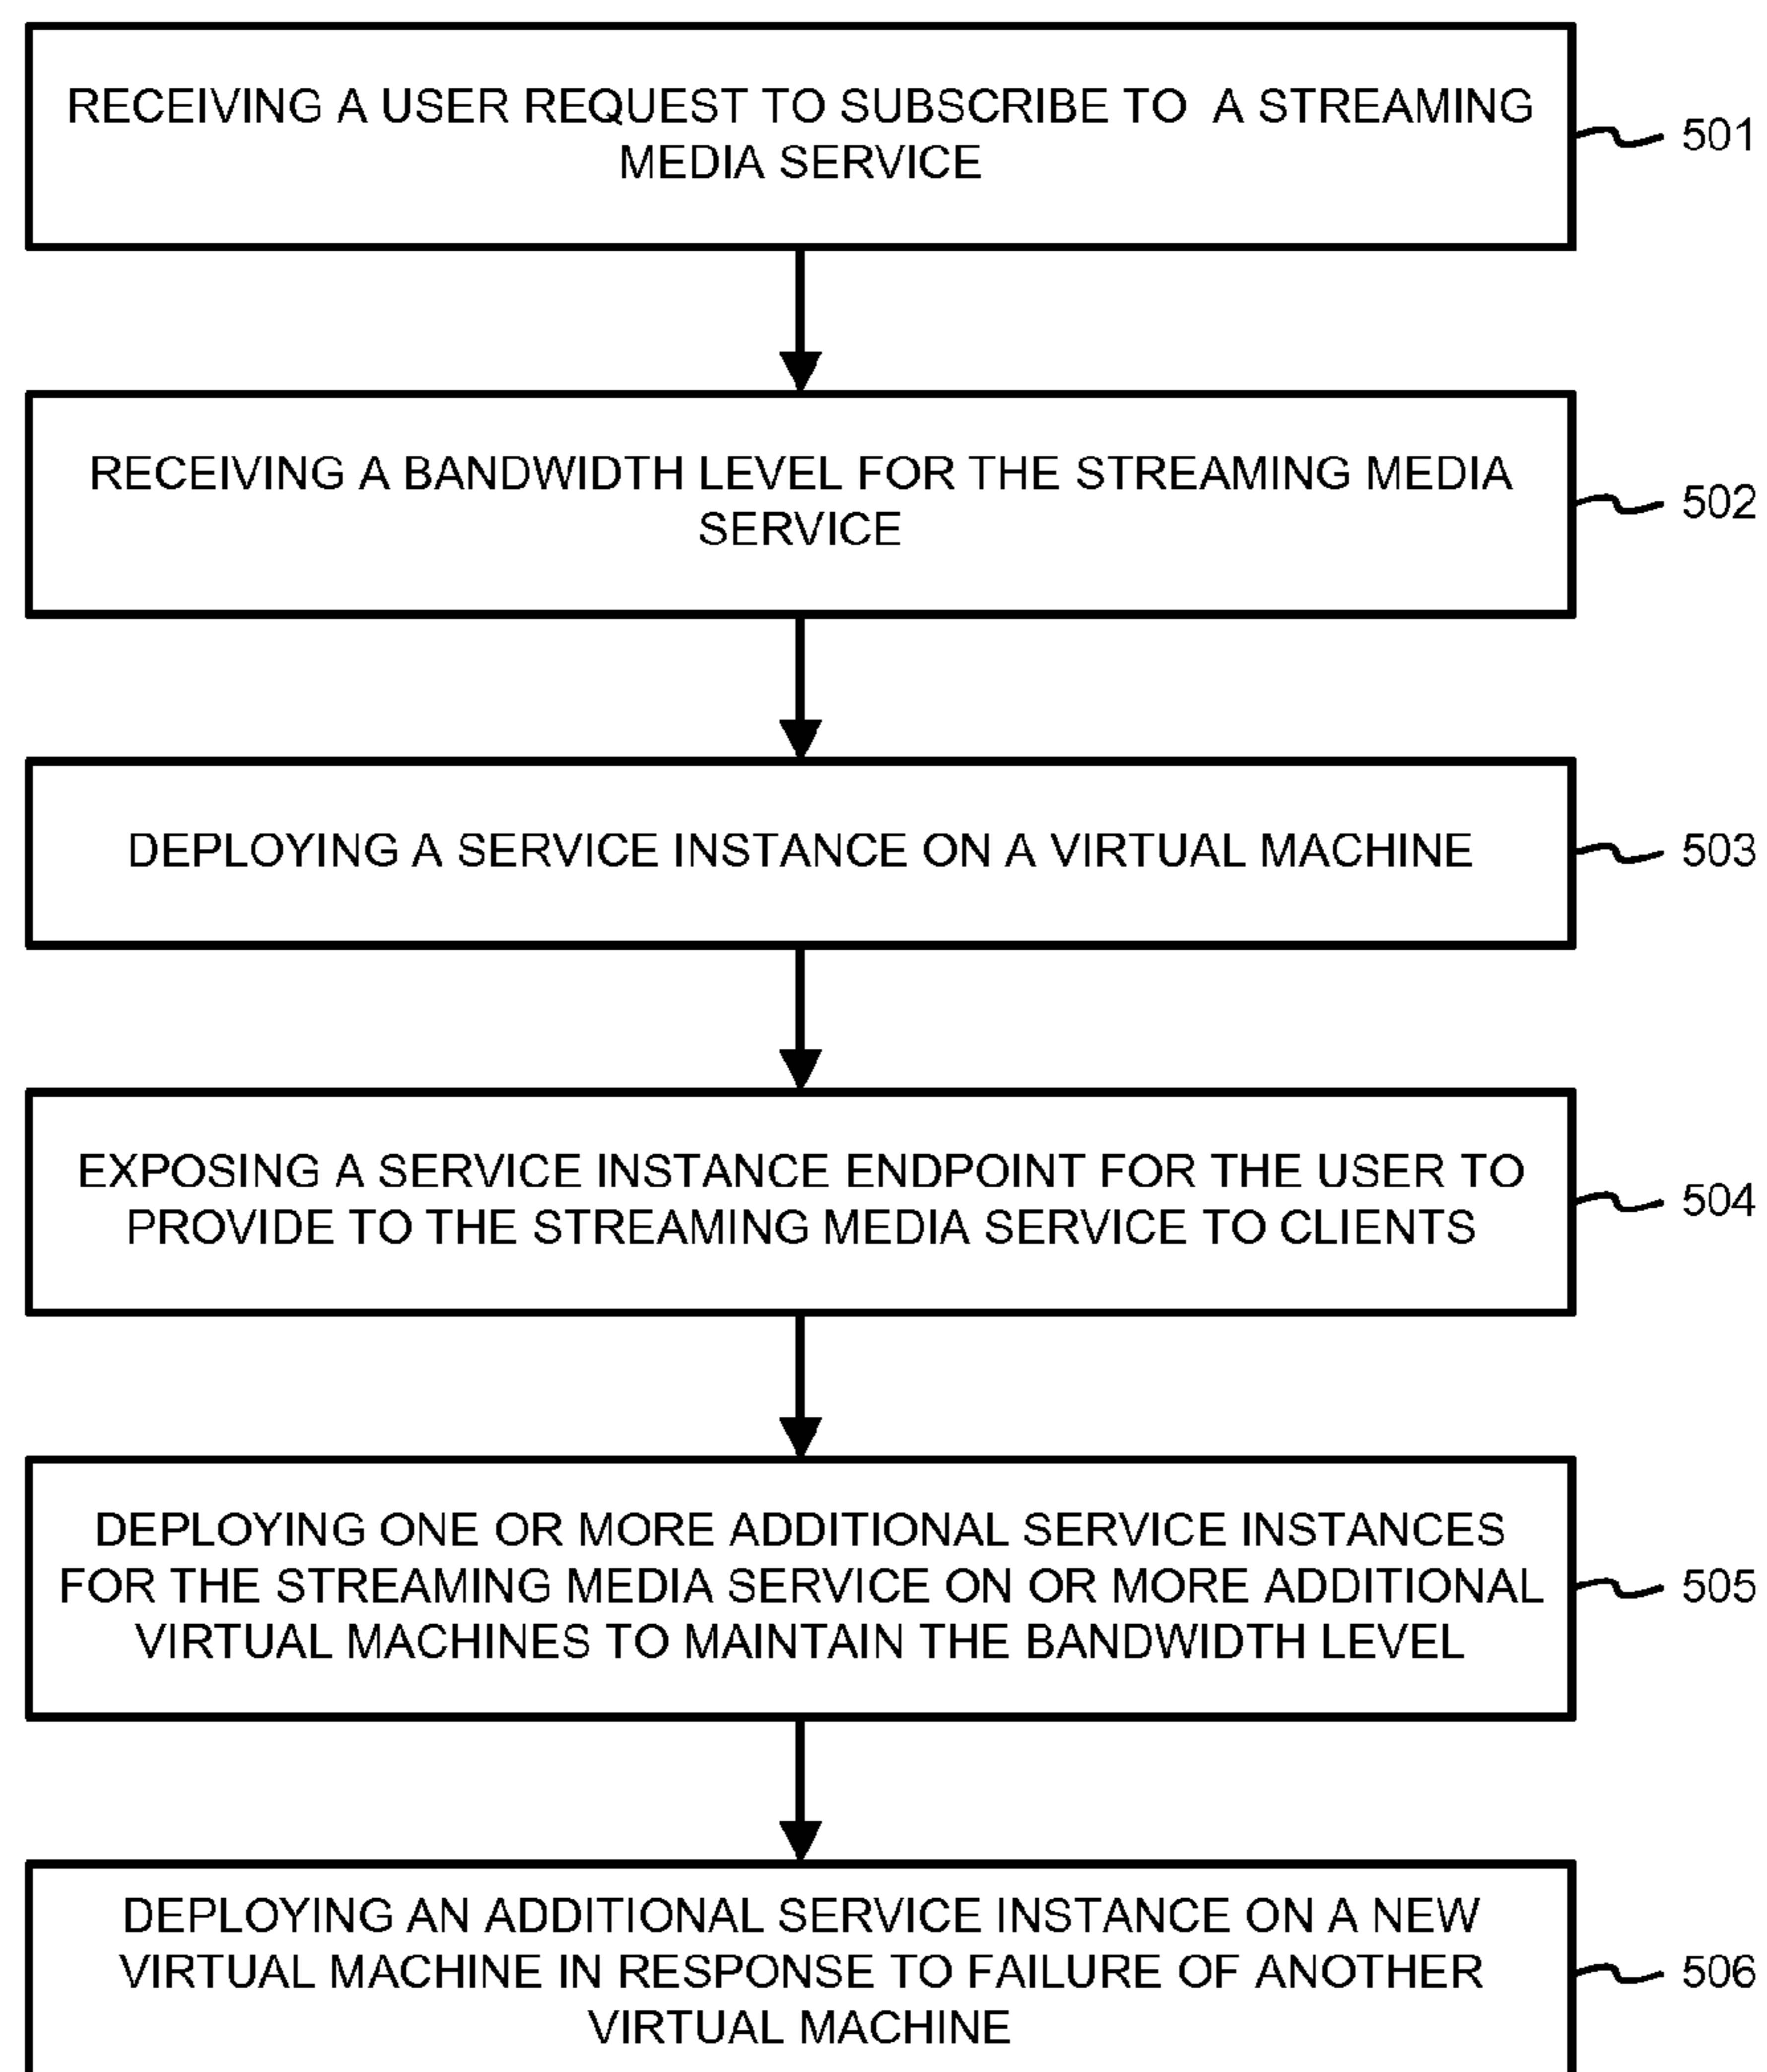 RECEIVING A USER REQUEST TO SUBSCRIBE TO A STREAMING
MEDIA SERVICE
501
RECEIVING A BANDWIDTH LEVEL FOR THE STREAMING MEDIA
SERVICE
502
DEPLOYING A SERVICE INSTANCE ON A VIRTUAL MACHINE
503
EXPOSING A SERVICE INSTANCE ENDPOINT FOR THE USER TO
PROVIDE TO THE STREAMING MEDIA SERVICE TO CLIENTS
504
DEPLOYING ONE OR MORE ADDITIONAL SERVICE INSTANCES
FOR THE STREAMING MEDIA SERVICE ON OR MORE ADDITIONAL
VIRTUAL MACHINES TO MAINTAIN THE BANDWIDTH LEVEL
505
DEPLOYING AN ADDITIONAL SERVICE INSTANCE ON A NEW
VIRTUAL MACHINE IN RESPONSE TO FAILURE OF ANOTHER
VIRTUAL MACHINE
506